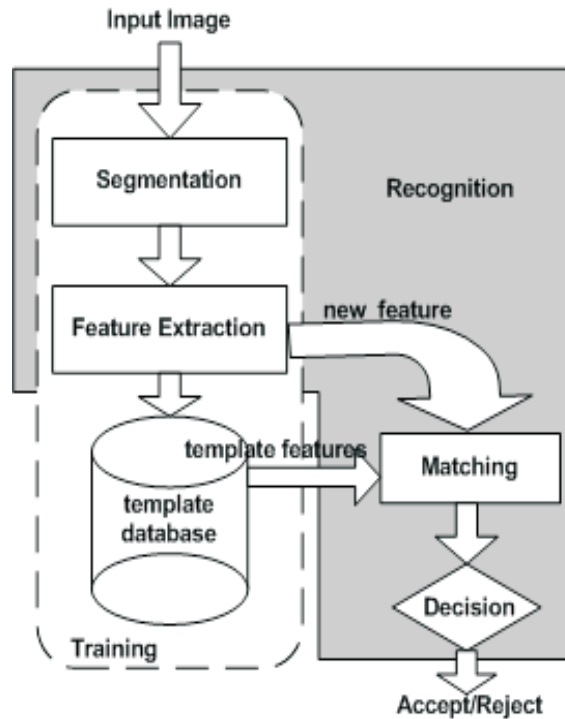 Input Image
Segmentation
Recognition
Feature Extraction
new feature
template features
Matching
template
database
Decision
Training
Accept/Reject